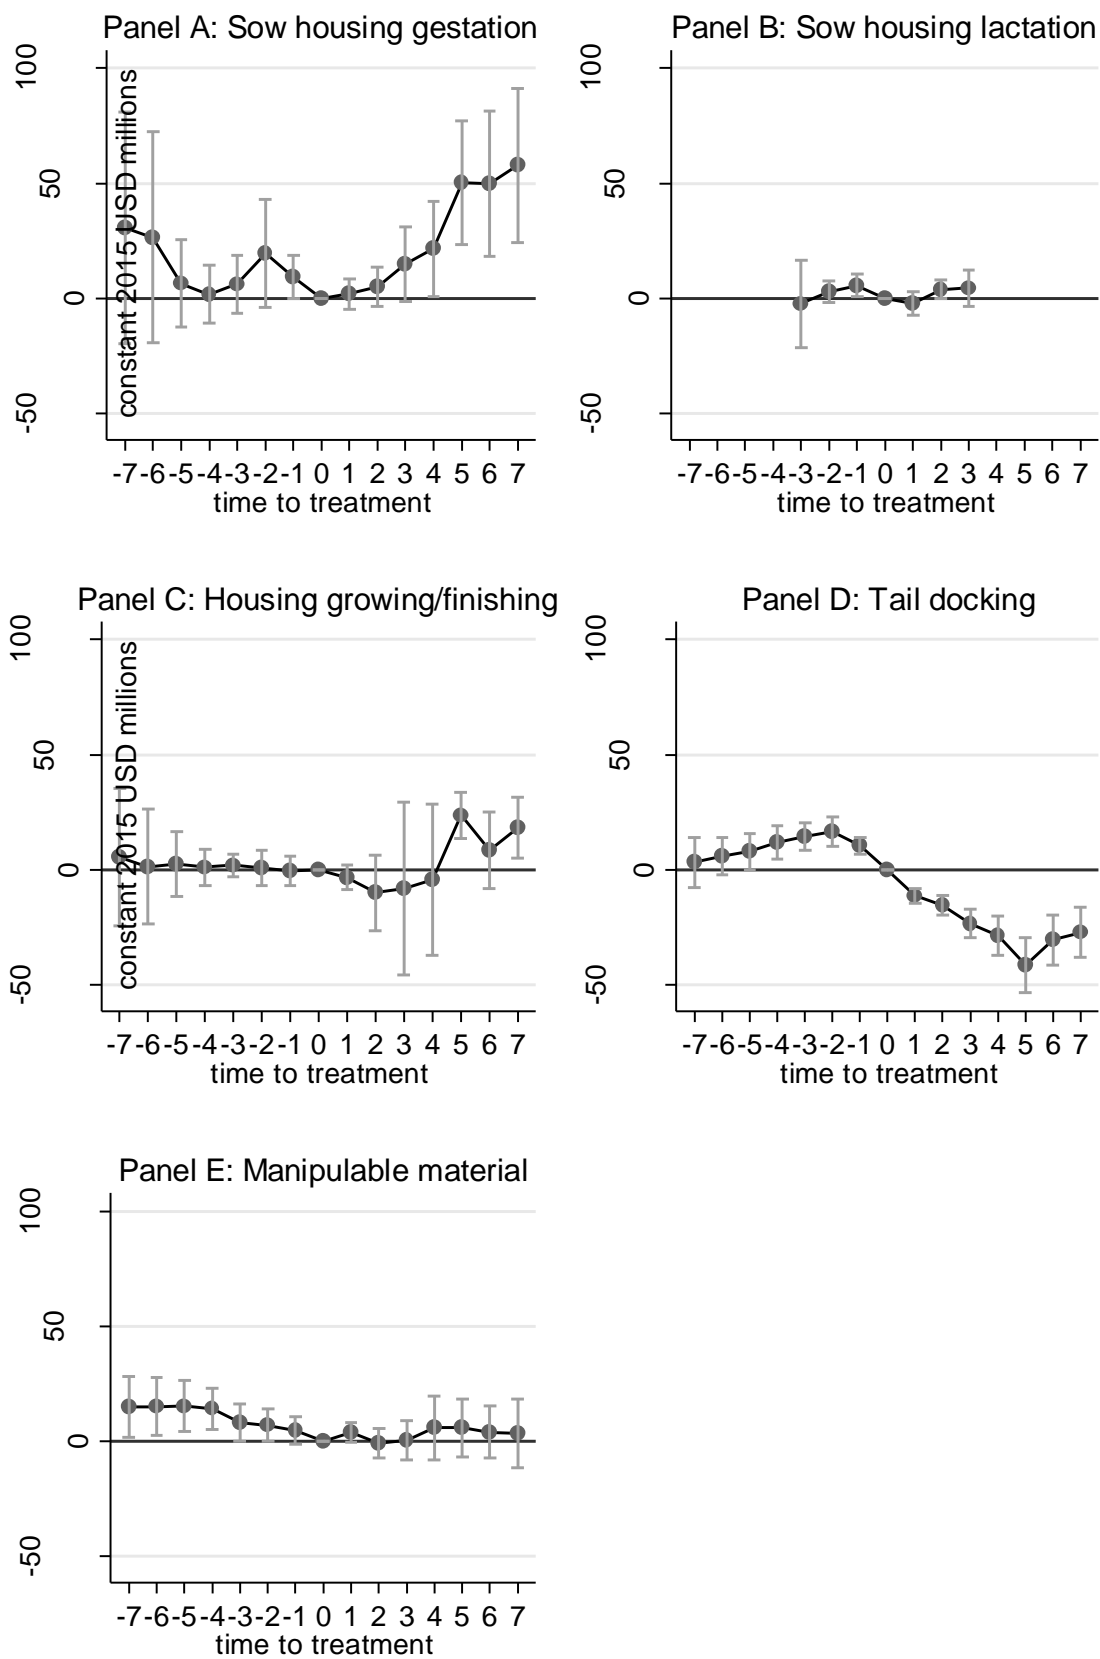 Panel A: Sow housing gestation
constant 2015 USD millions
100
50
0
-50
-7 -6 -5 -4 -3 -2 -1 0 1 2 3 4 5 6 7
time to treatment
Panel B: Sow housing lactation
100
50
0
-50
-7 -6 -5 -4 -3 -2 -1 0 1 2 3 4 5 6 7
time to treatment
Panel C: Housing growing/finishing
constant 2015 USD millions
100
50
0
-50
-7 -6 -5 -4 -3 -2 -1 0 1 2 3 4 5 6 7
time to treatment
Panel D: Tail docking
100
50
0
-50
-7 -6 -5 -4 -3 -2 -1 0 1 2 3 4 5 6 7
time to treatment
Panel E: Manipulable material
100
50
0
-50
-7 -6 -5 -4 -3 -2 -1 0 1 2 3 4 5 6 7
time to treatment